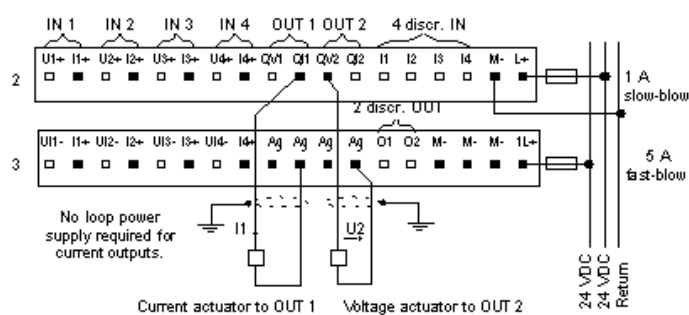 IN 1 IN 2 IN 3 IN 4 OUT 1 OUT 2 4 discr. IN
U1+ I1+ U2+ I2+ U3+ I3+ U4+ I4+ QV1 QI1 QV2 QI2 I1 I2 I3 I4 M- L+
2
1 A
slow-blow
2 discr. OUT
UI1- I1+ UI2- I2+ UI3- I3+ UI4- I4+ Ag Ag Ag Ag O1 O2 M- M- M- 1L+
3
5 A
fast-blow
No loop power
supply required for
current outputs.
I1
U2
24 VDC
24 VDC
Return
Current actuator to OUT 1
Voltage actuator to OUT 2